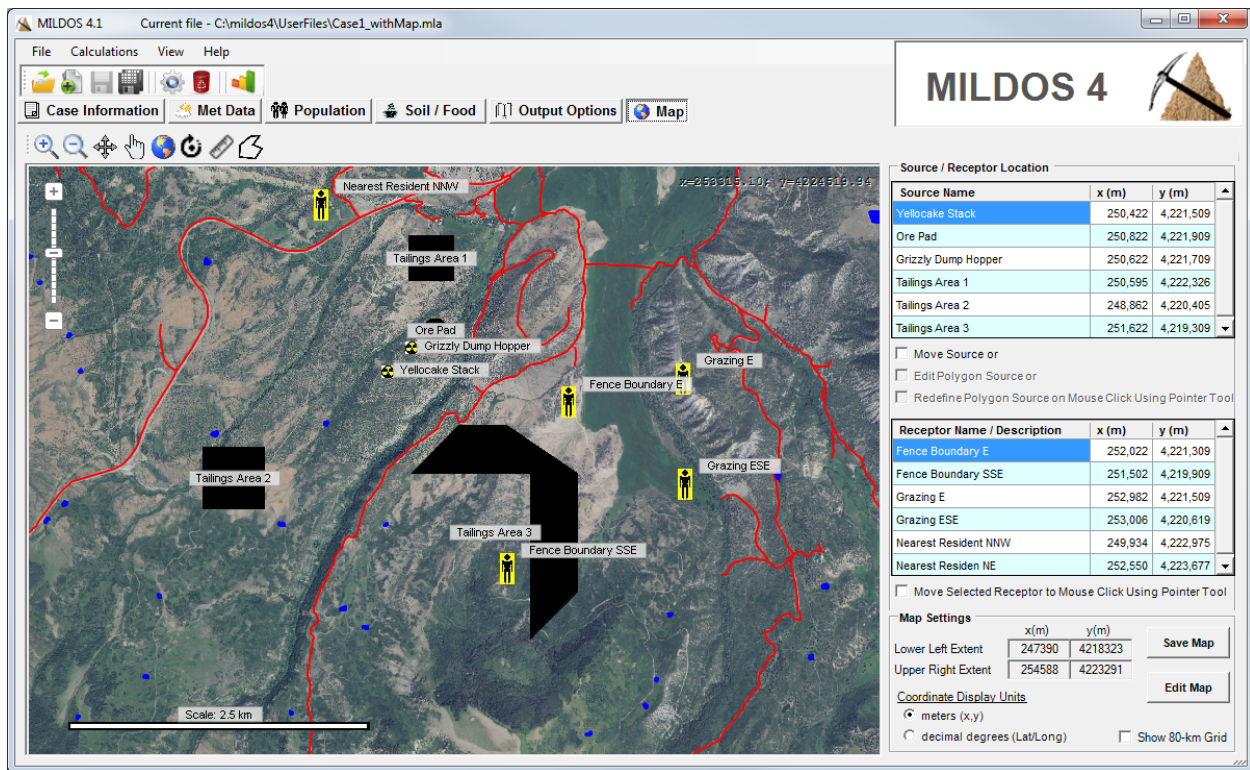 MILDOS 4.1 Current file - C:\mildos4\UserFiles\Case1_withMap.mla
File Calculations View Help
MILDOS 4
Case Information Met Data Population Soil / Food Output Options Map
x=253315.10; y=4224519.94
Nearest Resident NNW
Tailings Area 1
Ore Pad
Grizzly Dump Hopper
Yellocake Stack
Grazing E
Fence Boundary E
Grazing ESE
Tailings Area 2
Tailings Area 3
Fence Boundary SSE
Scale: 2.5 km
Source / Receptor Location
Source Name x (m) y (m)
Yellocake Stack 250,422 4,221,509
Ore Pad 250,822 4,221,909
Grizzly Dump Hopper 250,622 4,221,709
Tailings Area 1 250,595 4,222,326
Tailings Area 2 248,862 4,220,405
Tailings Area 3 251,622 4,219,309
Move Source or
Edit Polygon Source or
Redefine Polygon Source on Mouse Click Using Pointer Tool
Receptor Name / Description x (m) y (m)
Fence Boundary E 252,022 4,221,309
Fence Boundary SSE 251,502 4,219,909
Grazing E 252,982 4,221,509
Grazing ESE 253,006 4,220,619
Nearest Resident NNW 249,934 4,222,975
Nearest Residen NE 252,550 4,223,677
Move Selected Receptor to Mouse Click Using Pointer Tool
Map Settings
x(m) y(m)
Lower Left Extent 247390 4218323
Upper Right Extent 254588 4223291
Save Map
Edit Map
Coordinate Display Units
meters (x,y)
decimal degrees (Lat/Long)
Show 80-km Grid